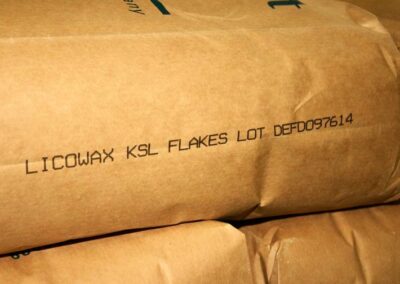 LICOWAX KSL FLAKES LOT DEFD097614